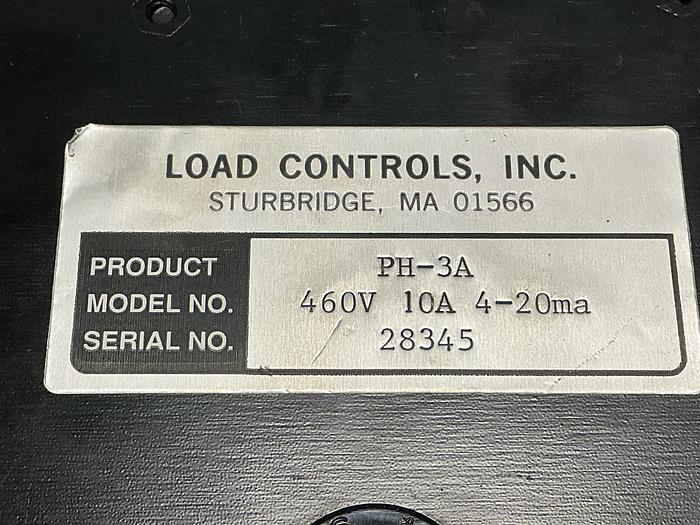 LOAD CONTROLS, INC.
STURBRIDGE, MA 01566
PRODUCT PH-3A
MODEL NO. 460V 10A 4-20ma
SERIAL NO. 28345